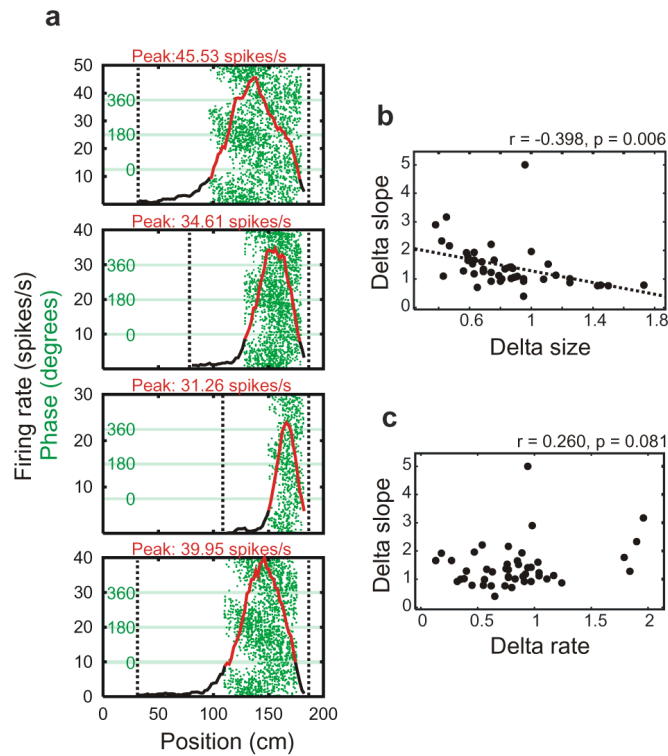 a
Peak:45.53 spikes/s
50
40
30
20
10
0
360
180
0
Peak: 34.61 spikes/s
40
30
20
10
360
180
0
Peak: 31.26 spikes/s
30
20
10
0
360
180
0
Peak: 39.95 spikes/s
40
30
20
10
0
360
180
0
0 50 100 150 200
Position (cm)
Firing rate (spikes/s)
Phase (degrees)
b
r = -0.398, p = 0.006
5
4
3
2
1
0
Delta slope
0.6 1 1.4 1.8
Delta size
c
r = 0.260, p = 0.081
5
4
3
2
1
0
Delta slope
0 0.5 1 1.5 2
Delta rate